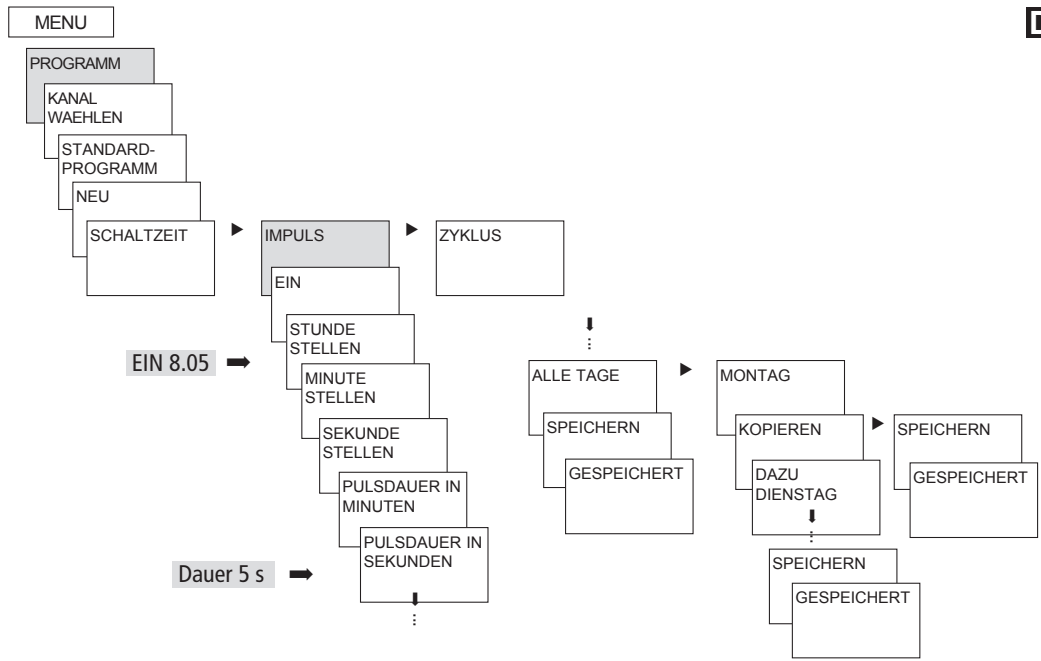 MENU
PROGRAMM
KANAL
WAEHLEN
STANDARD-
PROGRAMM
NEU
SCHALTZEIT
IMPULS
ZYKLUS
EIN
STUNDE
STELLEN
EIN 8.05
MINUTE
STELLEN
SEKUNDE
STELLEN
PULSDAUER IN
MINUTEN
PULSDAUER IN
SEKUNDEN
Dauer 5 s
ALLE TAGE
SPEICHERN
GESPEICHERT
MONTAG
KOPIEREN
DAZU
DIENSTAG
SPEICHERN
GESPEICHERT
SPEICHERN
GESPEICHERT